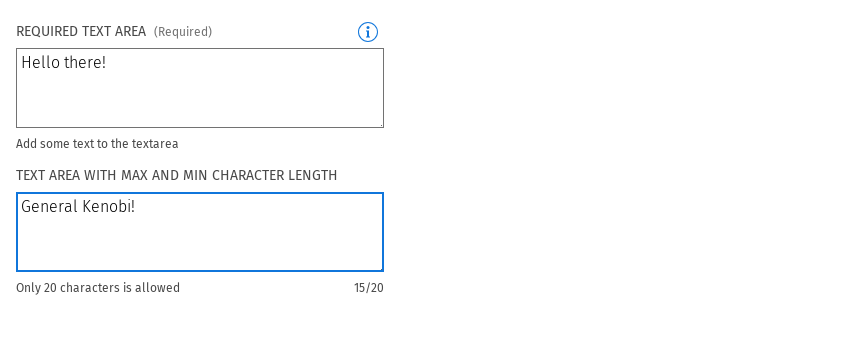 REQUIRED TEXT AREA (Required)
Hello there!
Add some text to the textarea
TEXT AREA WITH MAX AND MIN CHARACTER LENGTH
General Kenobi!
Only 20 characters is allowed 15/20